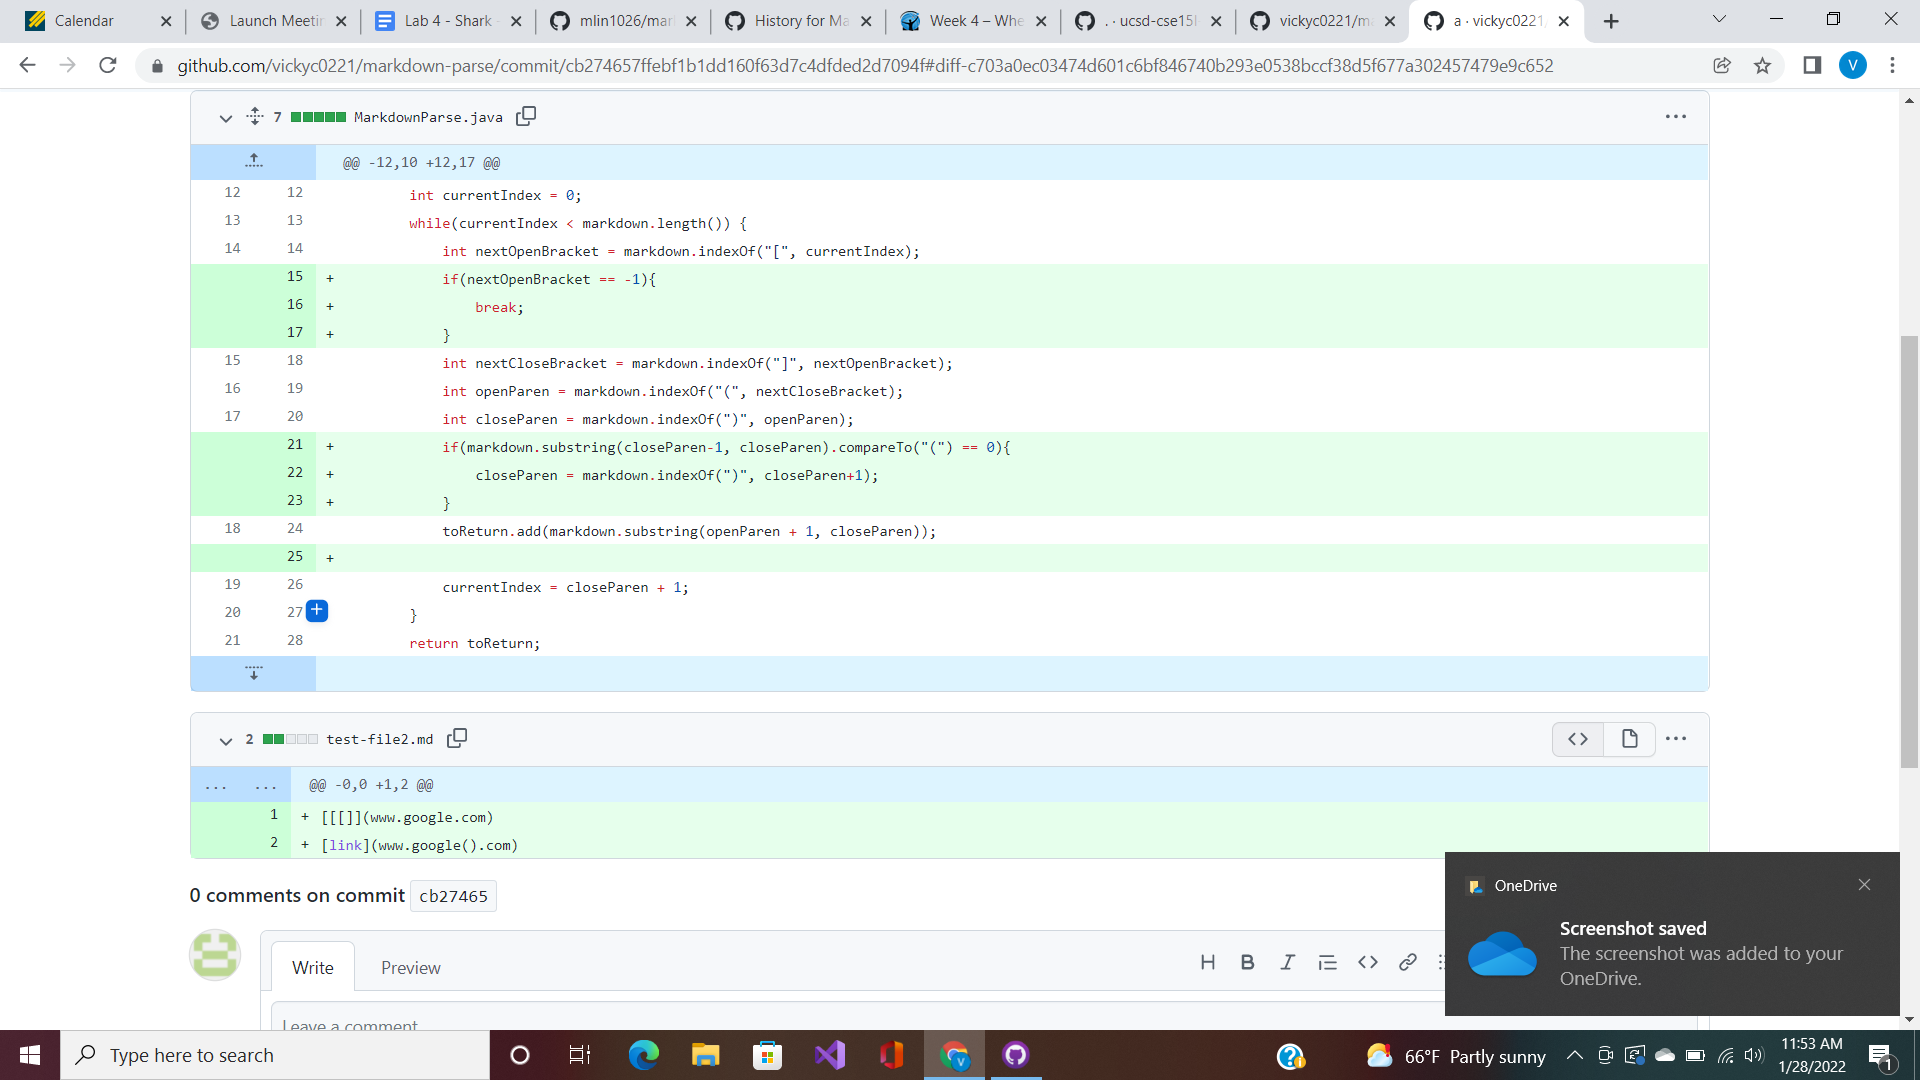 Calendar
Launch Meetin
Lab 4 - Shark
mlin1026/mark
History for Ma
Week 4 – Whe
. · ucsd-cse15l
vickyc0221/ma
a · vickyc0221/
github.com/vickyc0221/markdown-parse/commit/cb274657ffebf1b1dd160f63d7c4dfded2d7094f#diff-c703a0ec03474d601c6bf846740b293e0538bccf38d5f677a302457479e9c652
V
7 MarkdownParse.java
@@ -12,10 +12,17 @@
12 12 int currentIndex = 0;
13 13 while(currentIndex < markdown.length()) {
14 14 int nextOpenBracket = markdown.indexOf("[", currentIndex);
15 + if(nextOpenBracket == -1){
16 + break;
17 + }
15 18 int nextCloseBracket = markdown.indexOf("]", nextOpenBracket);
16 19 int openParen = markdown.indexOf("(", nextCloseBracket);
17 20 int closeParen = markdown.indexOf(")", openParen);
21 + if(markdown.substring(closeParen-1, closeParen).compareTo("(") == 0){
22 + closeParen = markdown.indexOf(")", closeParen+1);
23 + }
18 24 toReturn.add(markdown.substring(openParen + 1, closeParen));
25 +
19 26 currentIndex = closeParen + 1;
20 27 }
21 28 return toReturn;
2 test-file2.md
... ... @@ -0,0 +1,2 @@
1 + [[[]](www.google.com)
2 + [link](www.google().com)
0 comments on commit cb27465
Write Preview
H B I
Leave a comment
OneDrive
Screenshot saved
The screenshot was added to your
OneDrive.
Type here to search
66°F Partly sunny
11:53 AM
1/28/2022
1